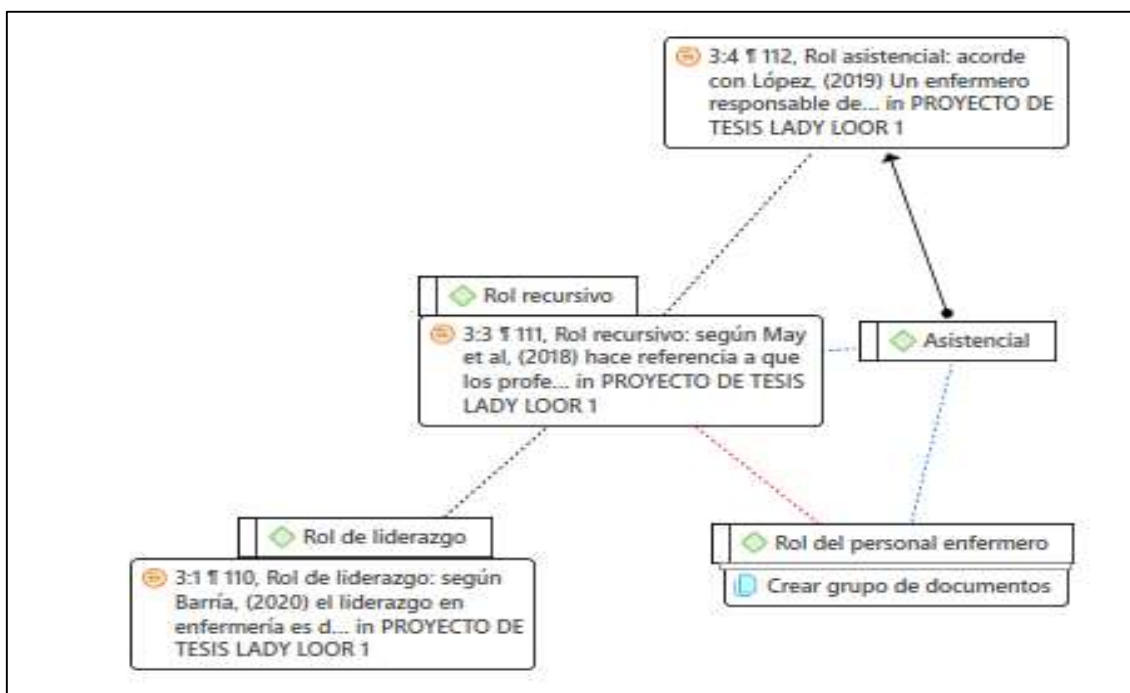 3:4 ¶ 112, Rol asistencial: acorde
con López, (2019) Un enfermero
responsable de... in PROYECTO DE
TESIS LADY LOOR 1
Rol recursivo
3:3 ¶ 111, Rol recursivo: según May
et al, (2018) hace referencia a que
los profe... in PROYECTO DE TESIS
LADY LOOR 1
Asistencial
Rol de liderazgo
3:1 ¶ 110, Rol de liderazgo: según
Barría, (2020) el liderazgo en
enfermería es d... in PROYECTO DE
TESIS LADY LOOR 1
Rol del personal enfermero
Crear grupo de documentos